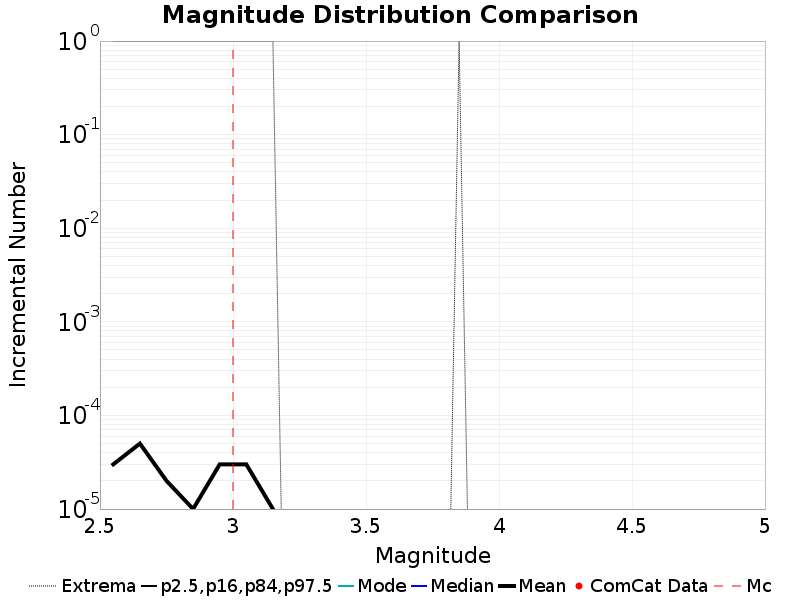 Magnitude Distribution Comparison
Incremental Number
10^0
10^-1
10^-2
10^-3
10^-4
10^-5
2.5 3 3.5 4 4.5 5
Magnitude
Extrema p2.5,p16,p84,p97.5 Mode Median Mean ComCat Data Mc